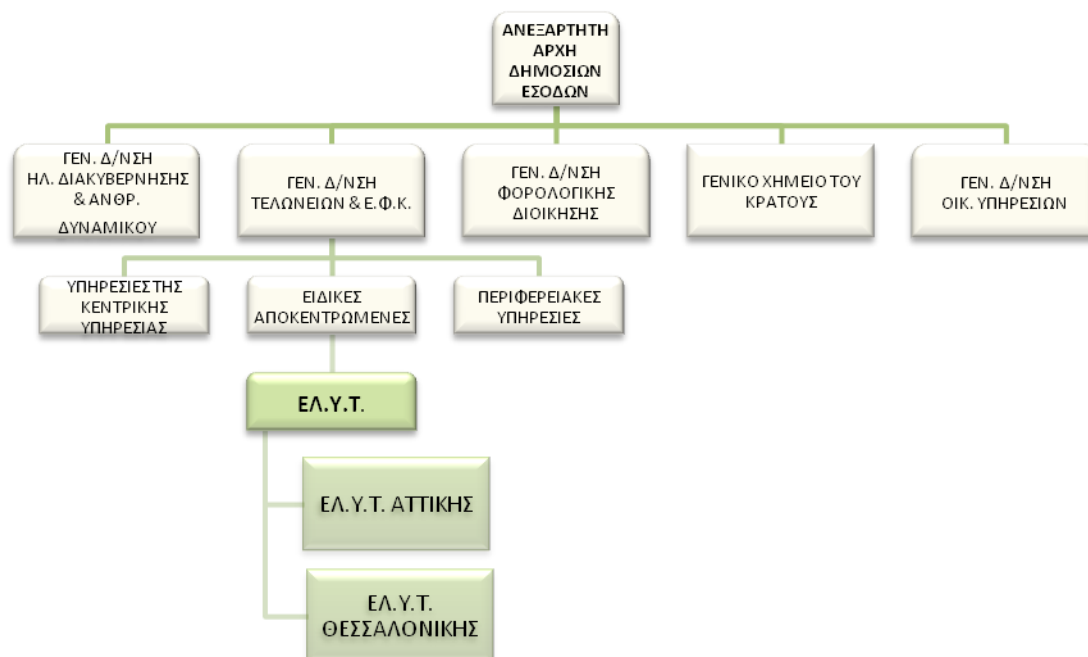 ΑΝΕΞΑΡΤΗΤΗ
ΑΡΧΗ
ΔΗΜΟΣΙΩΝ
ΕΣΟΔΩΝ
ΓΕΝ. Δ/ΝΣΗ
ΗΛ. ΔΙΑΚΥΒΕΡΝΗΣΗΣ
& ΑΝΘΡ.
ΔΥΝΑΜΙΚΟΥ
ΓΕΝ. Δ/ΝΣΗ
ΤΕΛΩΝΕΙΩΝ & Ε.Φ.Κ.
ΓΕΝ. Δ/ΝΣΗ
ΦΟΡΟΛΟΓΙΚΗΣ
ΔΙΟΙΚΗΣΗΣ
ΓΕΝΙΚΟ ΧΗΜΕΙΟ ΤΟΥ
ΚΡΑΤΟΥΣ
ΓΕΝ. Δ/ΝΣΗ
ΟΙΚ. ΥΠΗΡΕΣΙΩΝ
ΥΠΗΡΕΣΙΕΣ ΤΗΣ
ΚΕΝΤΡΙΚΗΣ
ΥΠΗΡΕΣΙΑΣ
ΕΙΔΙΚΕΣ
ΑΠΟΚΕΝΤΡΩΜΕΝΕΣ
ΠΕΡΙΦΕΡΕΙΑΚΕΣ
ΥΠΗΡΕΣΙΕΣ
ΕΛ.Υ.Τ.
ΕΛ.Υ.Τ. ΑΤΤΙΚΗΣ
ΕΛ.Υ.Τ.
ΘΕΣΣΑΛΟΝΙΚΗΣ